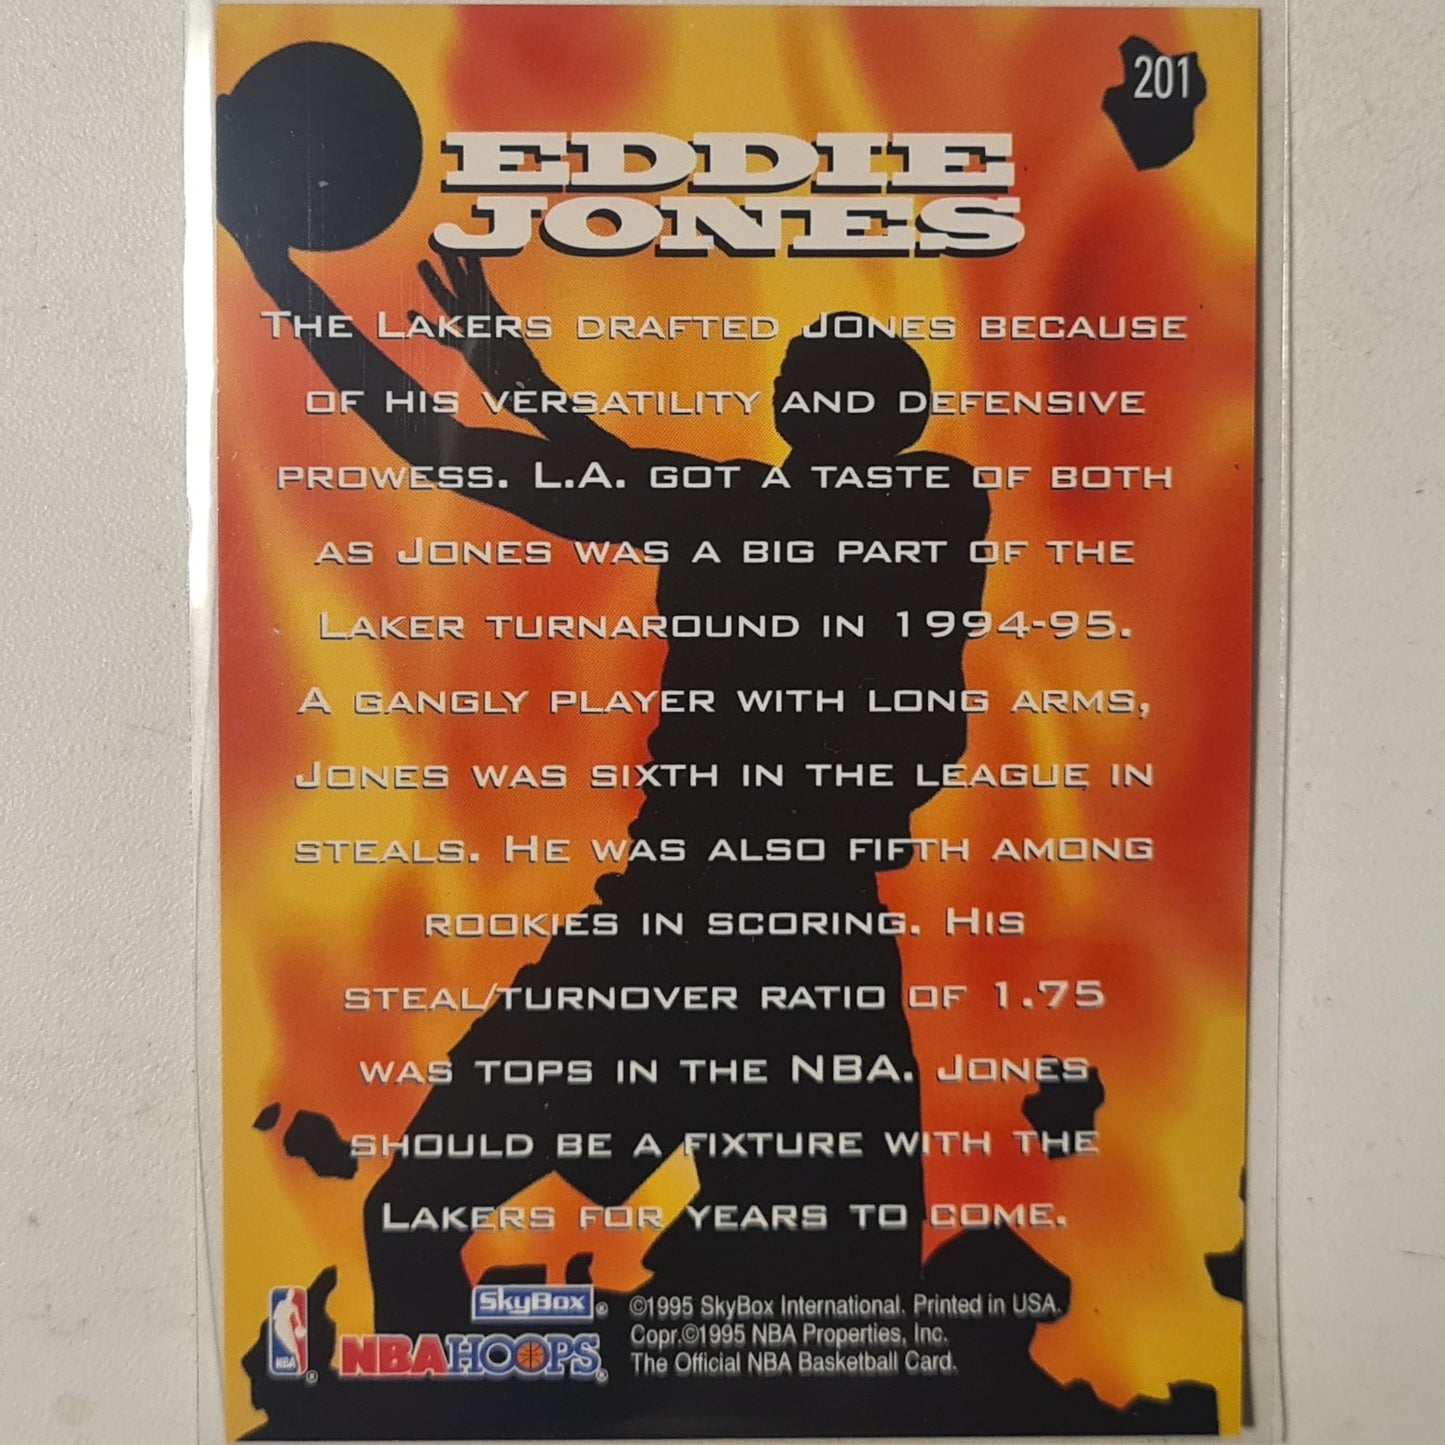 201
EDDIE
JONES
THE LAKERS DRAFTED JONES BECAUSE
OF HIS VERSATILITY AND DEFENSIVE
PROWESS. L.A. GOT A TASTE OF BOTH
AS JONES WAS A BIG PART OF THE
LAKER TURNAROUND IN 1994-95.
A GANGLY PLAYER WITH LONG ARMS,
JONES WAS SIXTH IN THE LEAGUE IN
STEALS. HE WAS ALSO FIFTH AMONG
ROOKIES IN SCORING. HIS
STEAL/TURNOVER RATIO OF 1.75
WAS TOPS IN THE NBA. JONES
SHOULD BE A FIXTURE WITH THE
LAKERS FOR YEARS TO COME.
NBA®
SkyBox®
NBA HOOPS®
©1995 SkyBox International. Printed in USA.
Copr.©1995 NBA Properties, Inc.
The Official NBA Basketball Card.